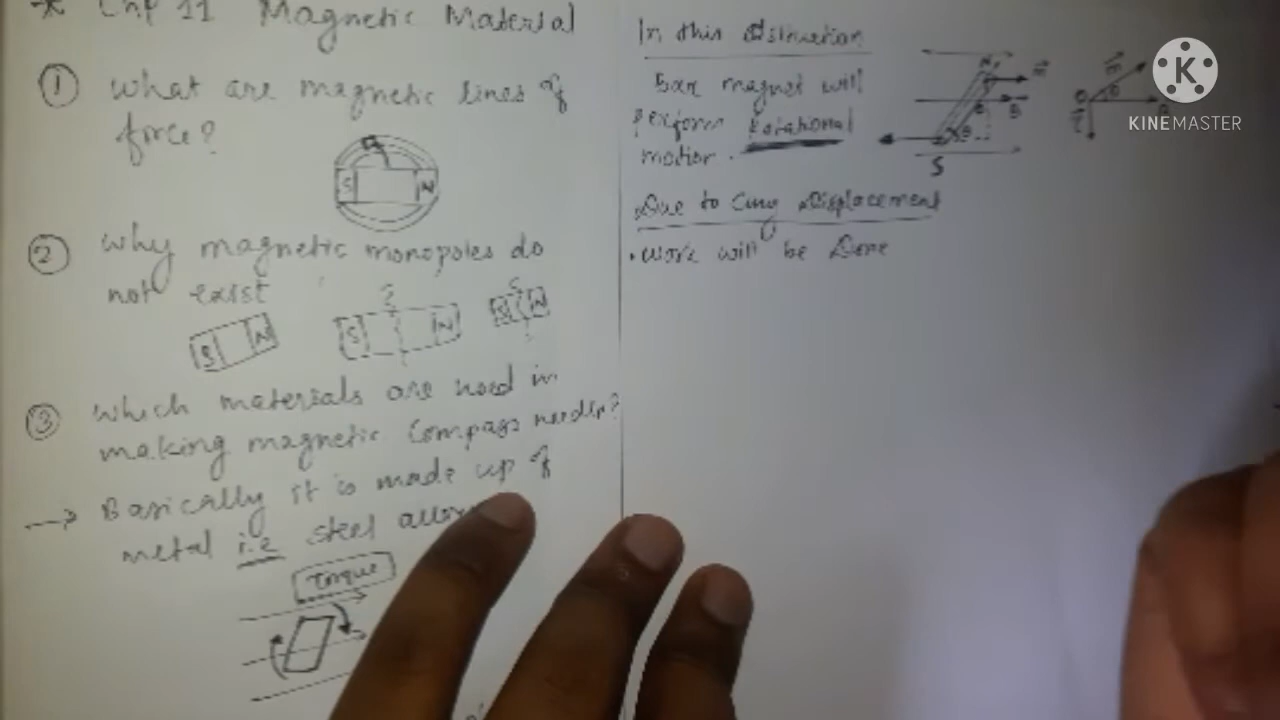 * Chp 11 Magnetic Material
① What are magnetic lines of
force?
S N
② Why magnetic monopoles do
not exist
S N
S N
S N
③ Which materials are used in
making magnetic compass needle?
→ Basically it is made up of
metal i.e steel alloy
Torque
In this
bar magnet will
perform Rotational
motion.
Due to Ang Displacement
• Work will be Done
S
θ
B
K
KINEMASTER